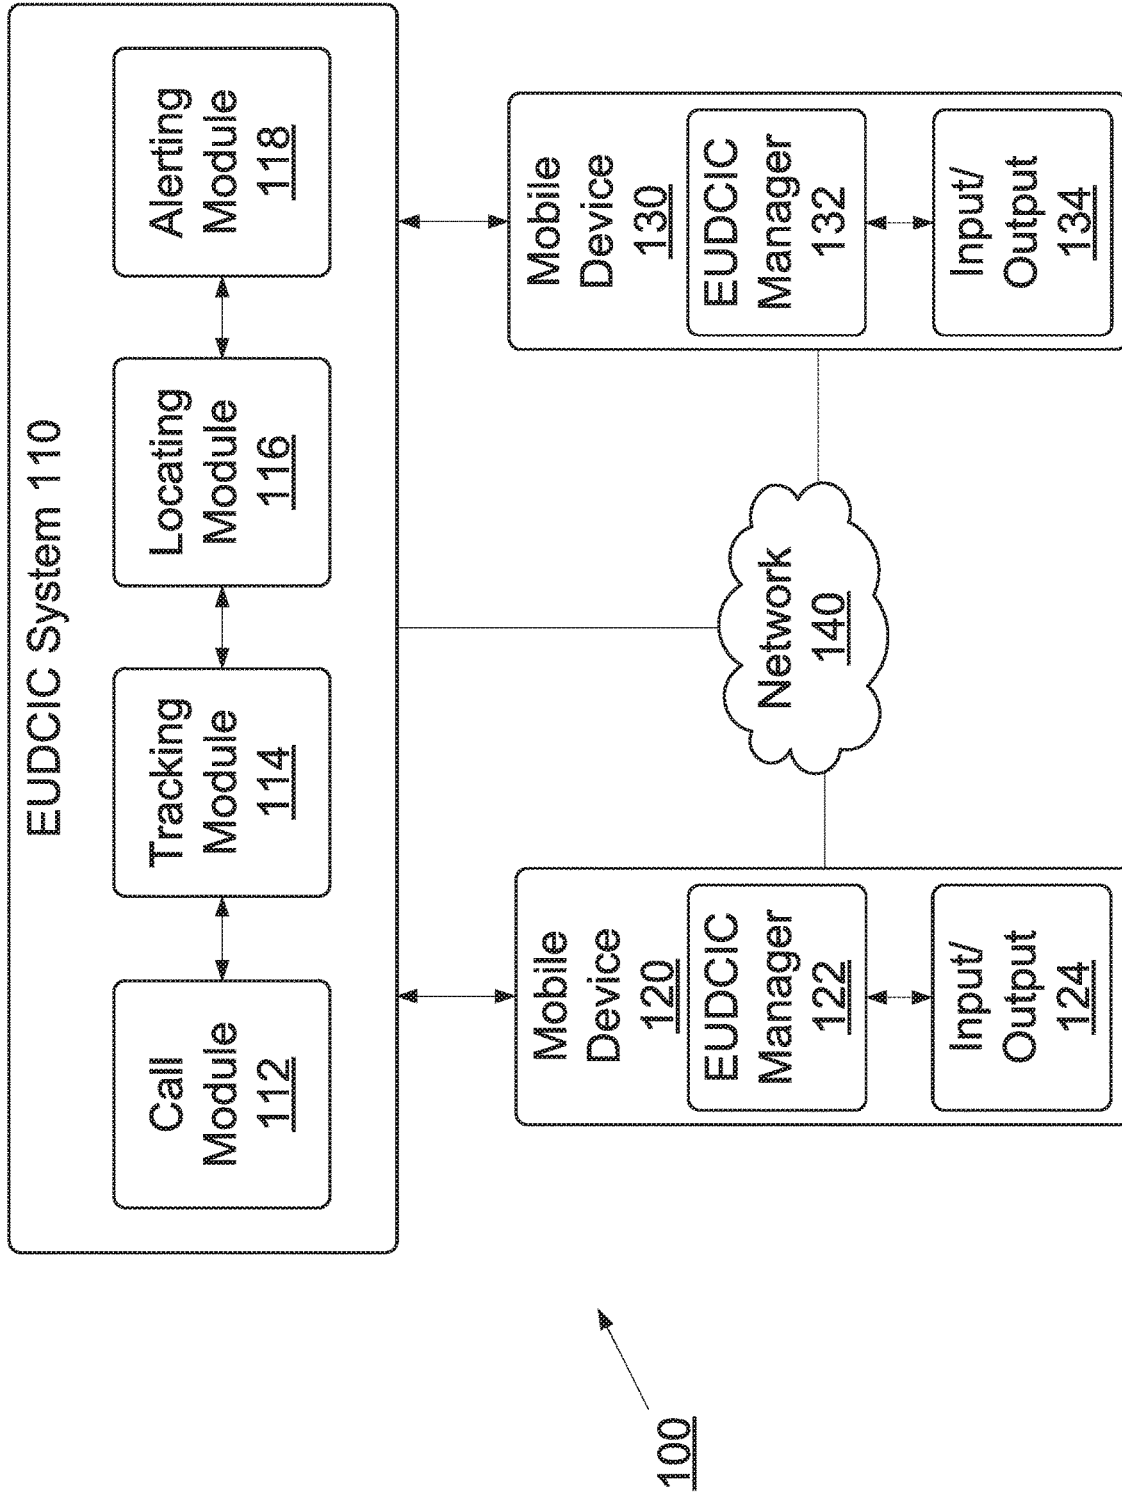 EUDCIC System 110
Call
Module
112
Tracking
Module
114
Locating
Module
116
Alerting
Module
118
Mobile
Device
120
EUDCIC
Manager
122
Input/
Output
124
Network
140
Mobile
Device
130
EUDCIC
Manager
132
Input/
Output
134
100